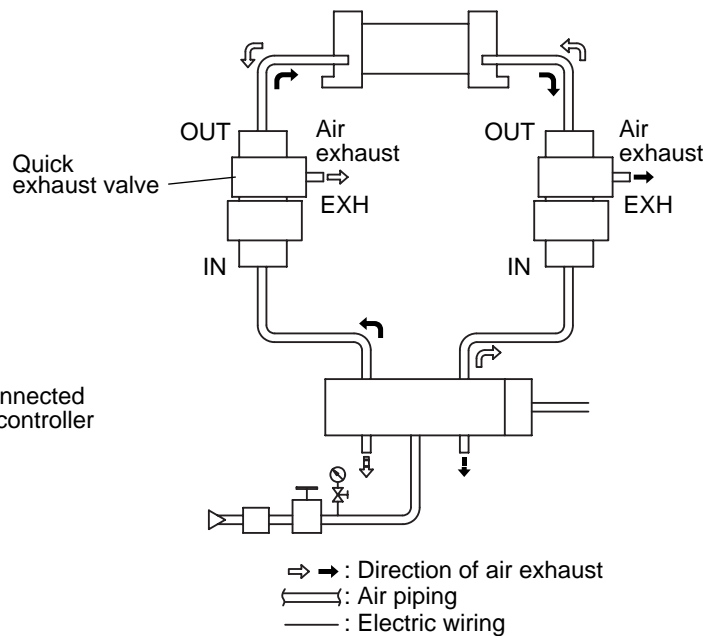 OUT
Air
exhaust
Quick
exhaust valve
EXH
IN
OUT
Air
exhaust
EXH
IN
controller
: Direction of air exhaust
: Air piping
: Electric wiring